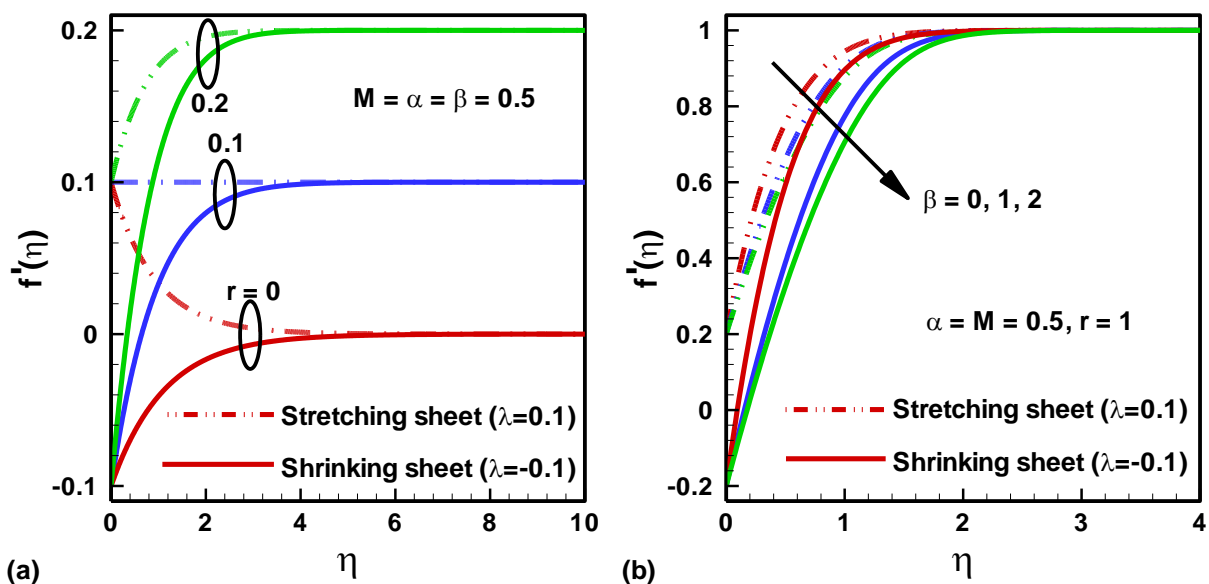 0.2
0.1
0
-0.1
f'(η)
0 2 4 6 8 10
η
(a)
0.2
0.1
r = 0
M = α = β = 0.5
Stretching sheet (λ=0.1)
Shrinking sheet (λ=-0.1)
1
0.8
0.6
0.4
0.2
0
-0.2
f'(η)
0 1 2 3 4
η
(b)
β = 0, 1, 2
α = M = 0.5, r = 1
Stretching sheet (λ=0.1)
Shrinking sheet (λ=-0.1)